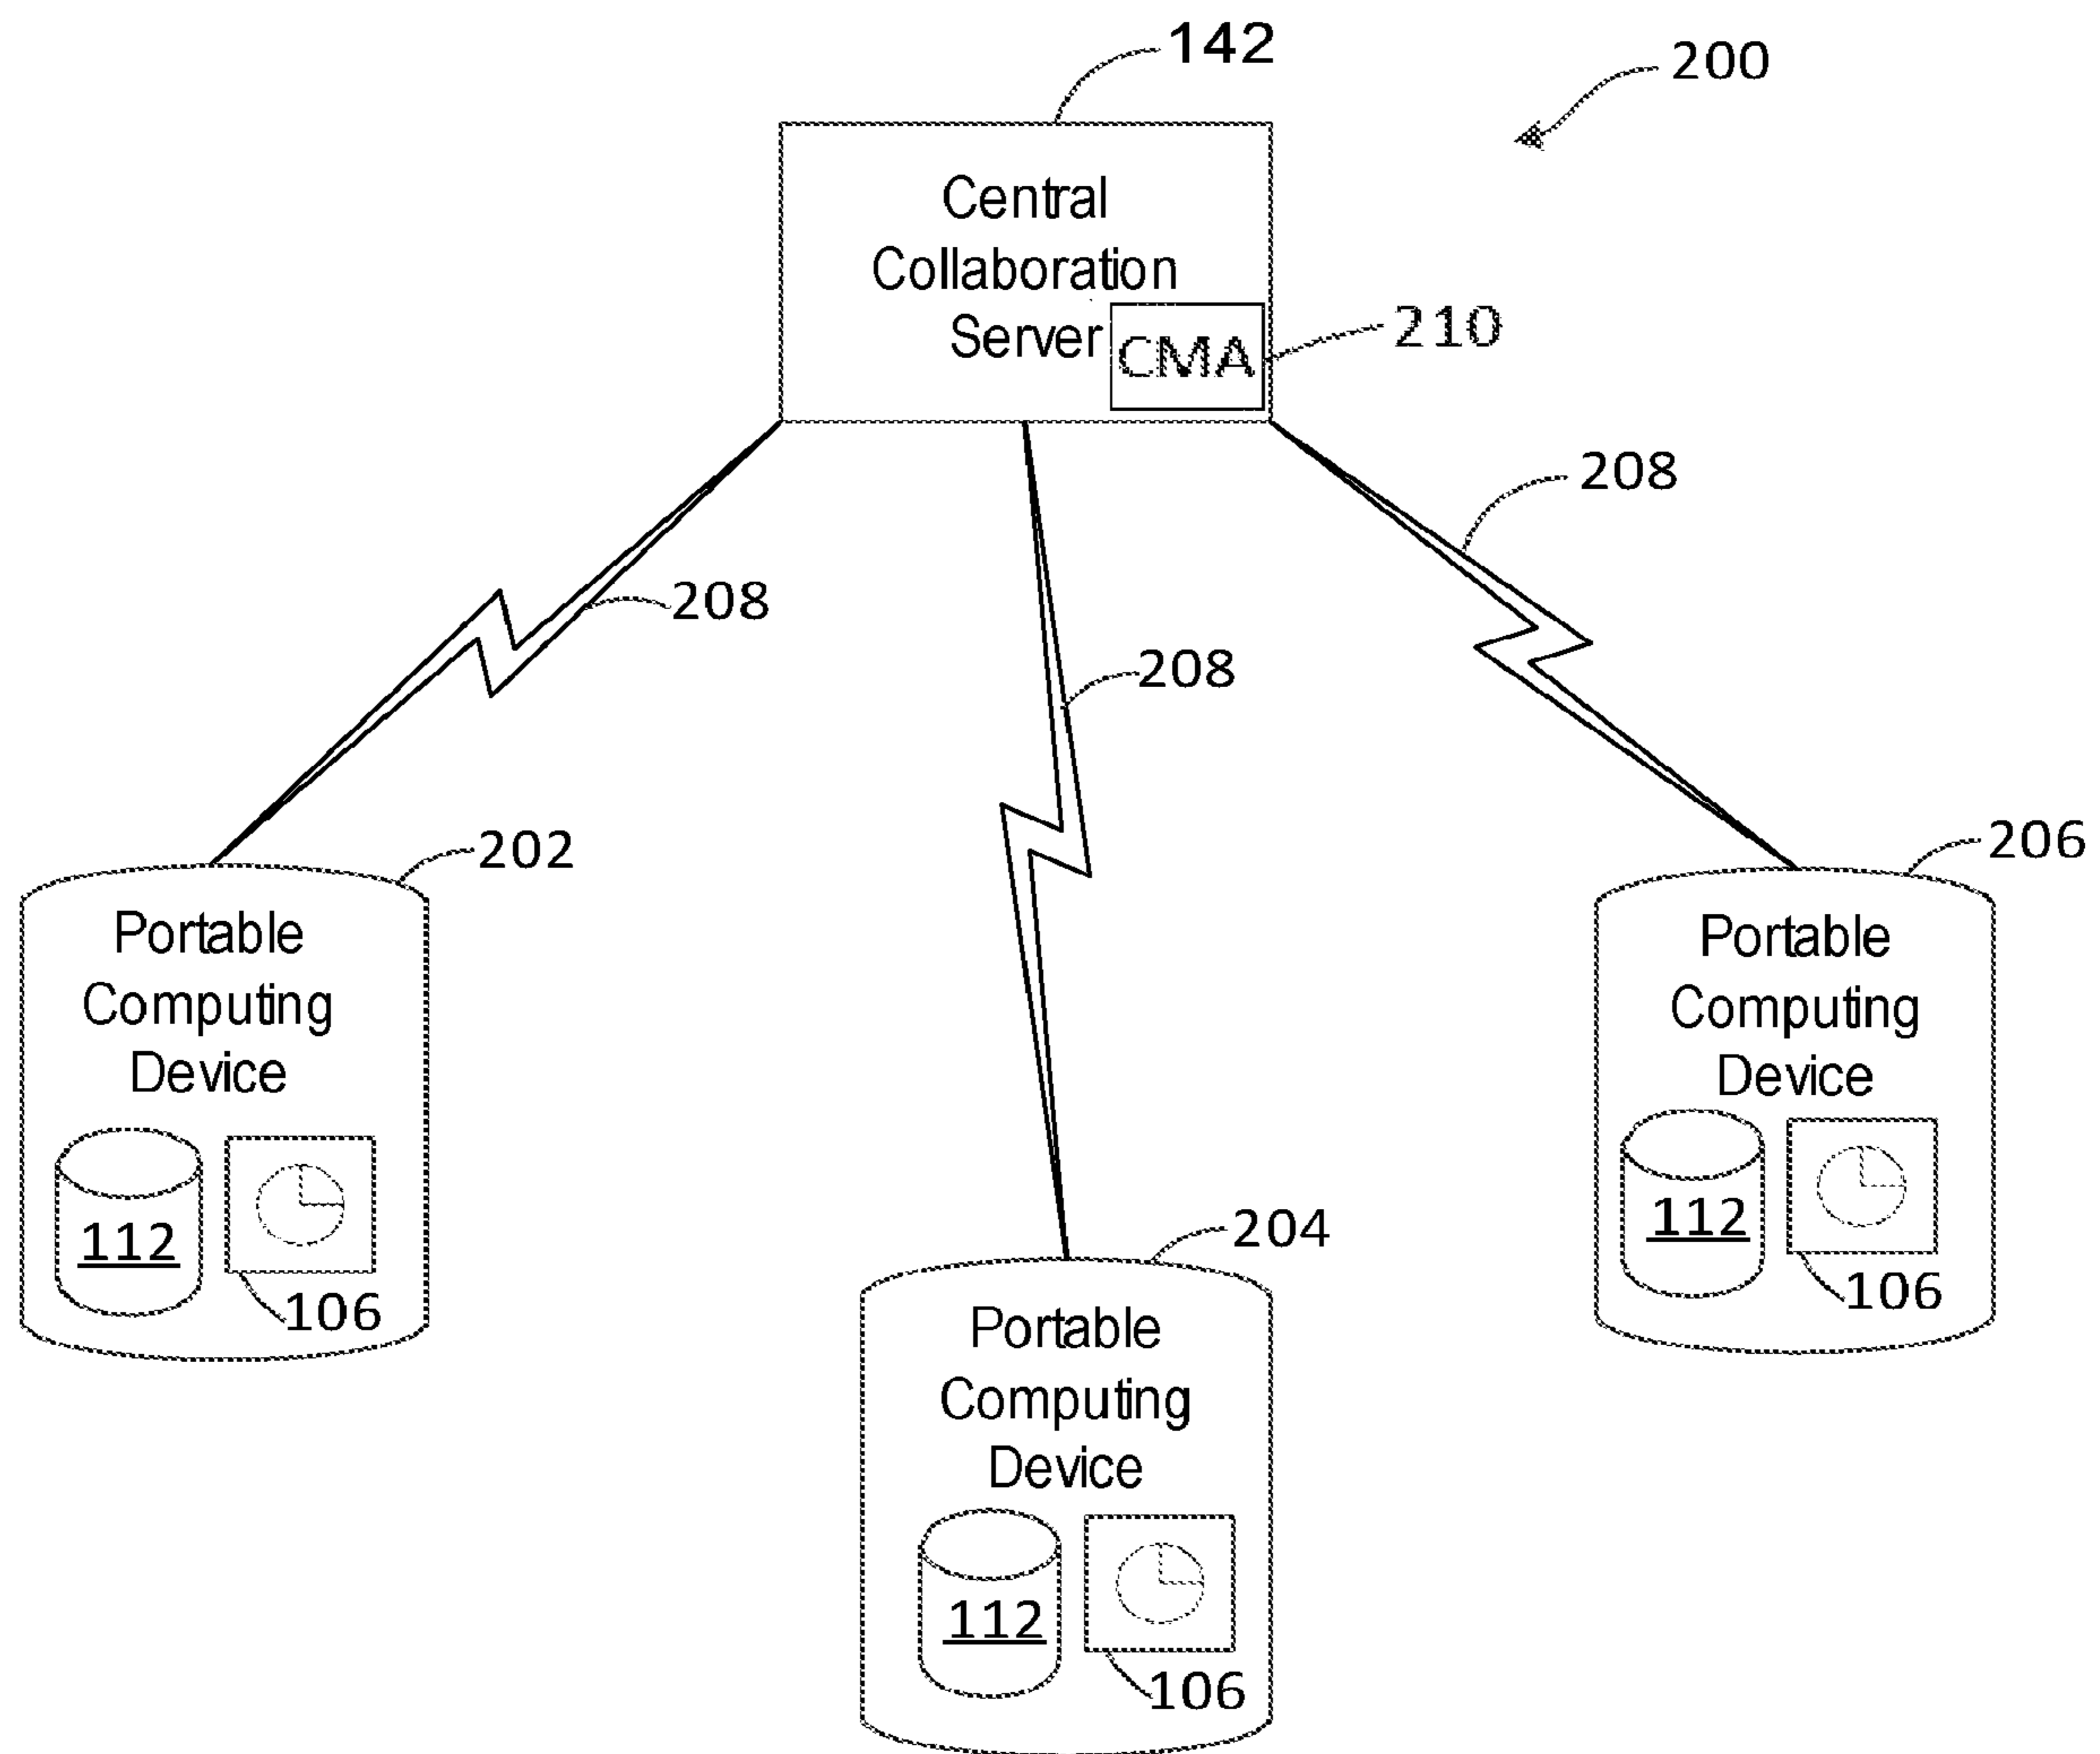 142
200
Central
Collaboration
Server
CMA
210
208
208
208
202
206
Portable
Computing
Device
112
106
Portable
Computing
Device
112
106
204
Portable
Computing
Device
112
106